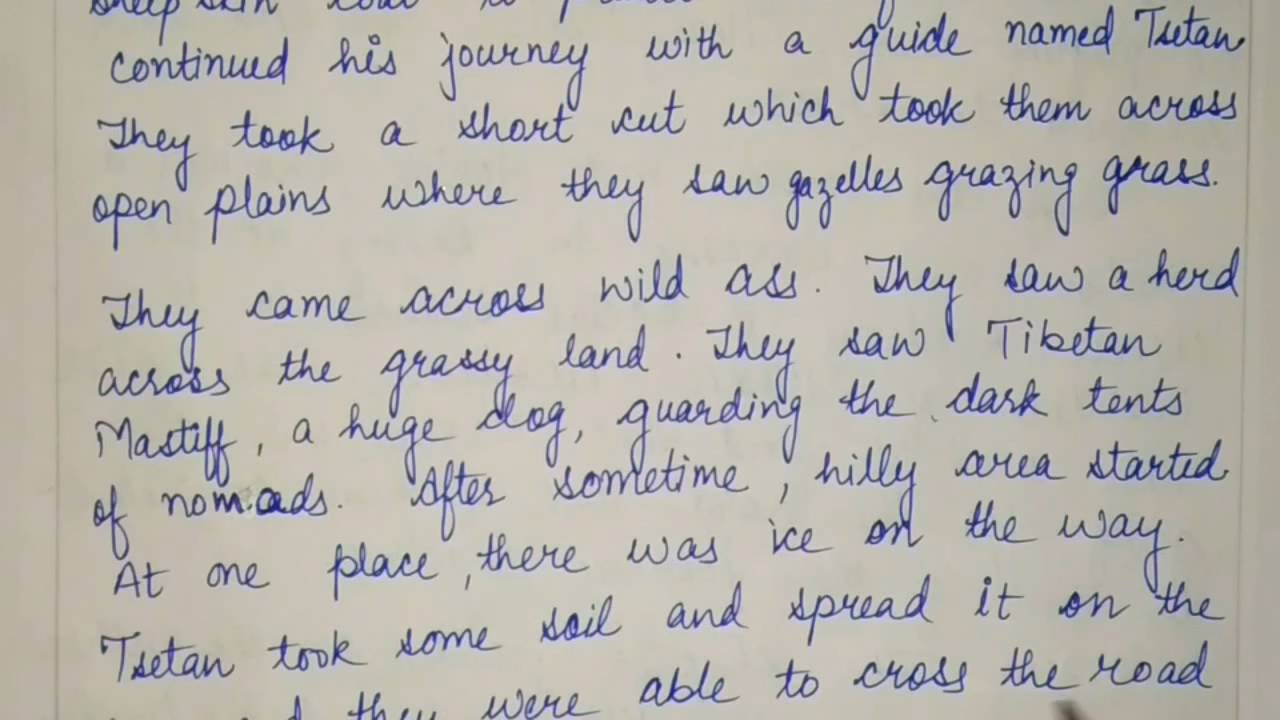 continued his journey with a guide named Tsetan
They took a short cut which took them across
open plains where they saw gazelles grazing grass.
They came across wild ass. They saw a herd
across the grassy land. They saw Tibetan
Mastiff, a huge dog, guarding the dark tents
of nomads. After sometime, hilly area started
At one place, there was ice on the way.
Tsetan took some soil and spread it on the
they were able to cross the road